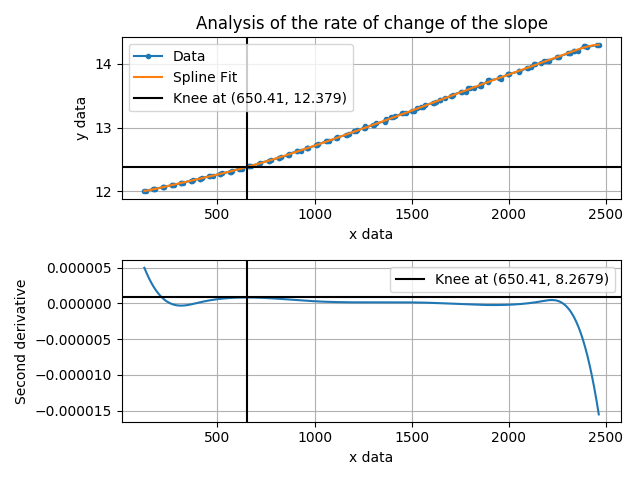 Analysis of the rate of change of the slope
Data
Spline Fit
Knee at (650.41, 12.379)
14
13
12
y data
500
1000
1500
2000
2500
x data
Knee at (650.41, 8.2679)
0.000005
0.000000
−0.000005
−0.000010
−0.000015
Second derivative
500
1000
1500
2000
2500
x data